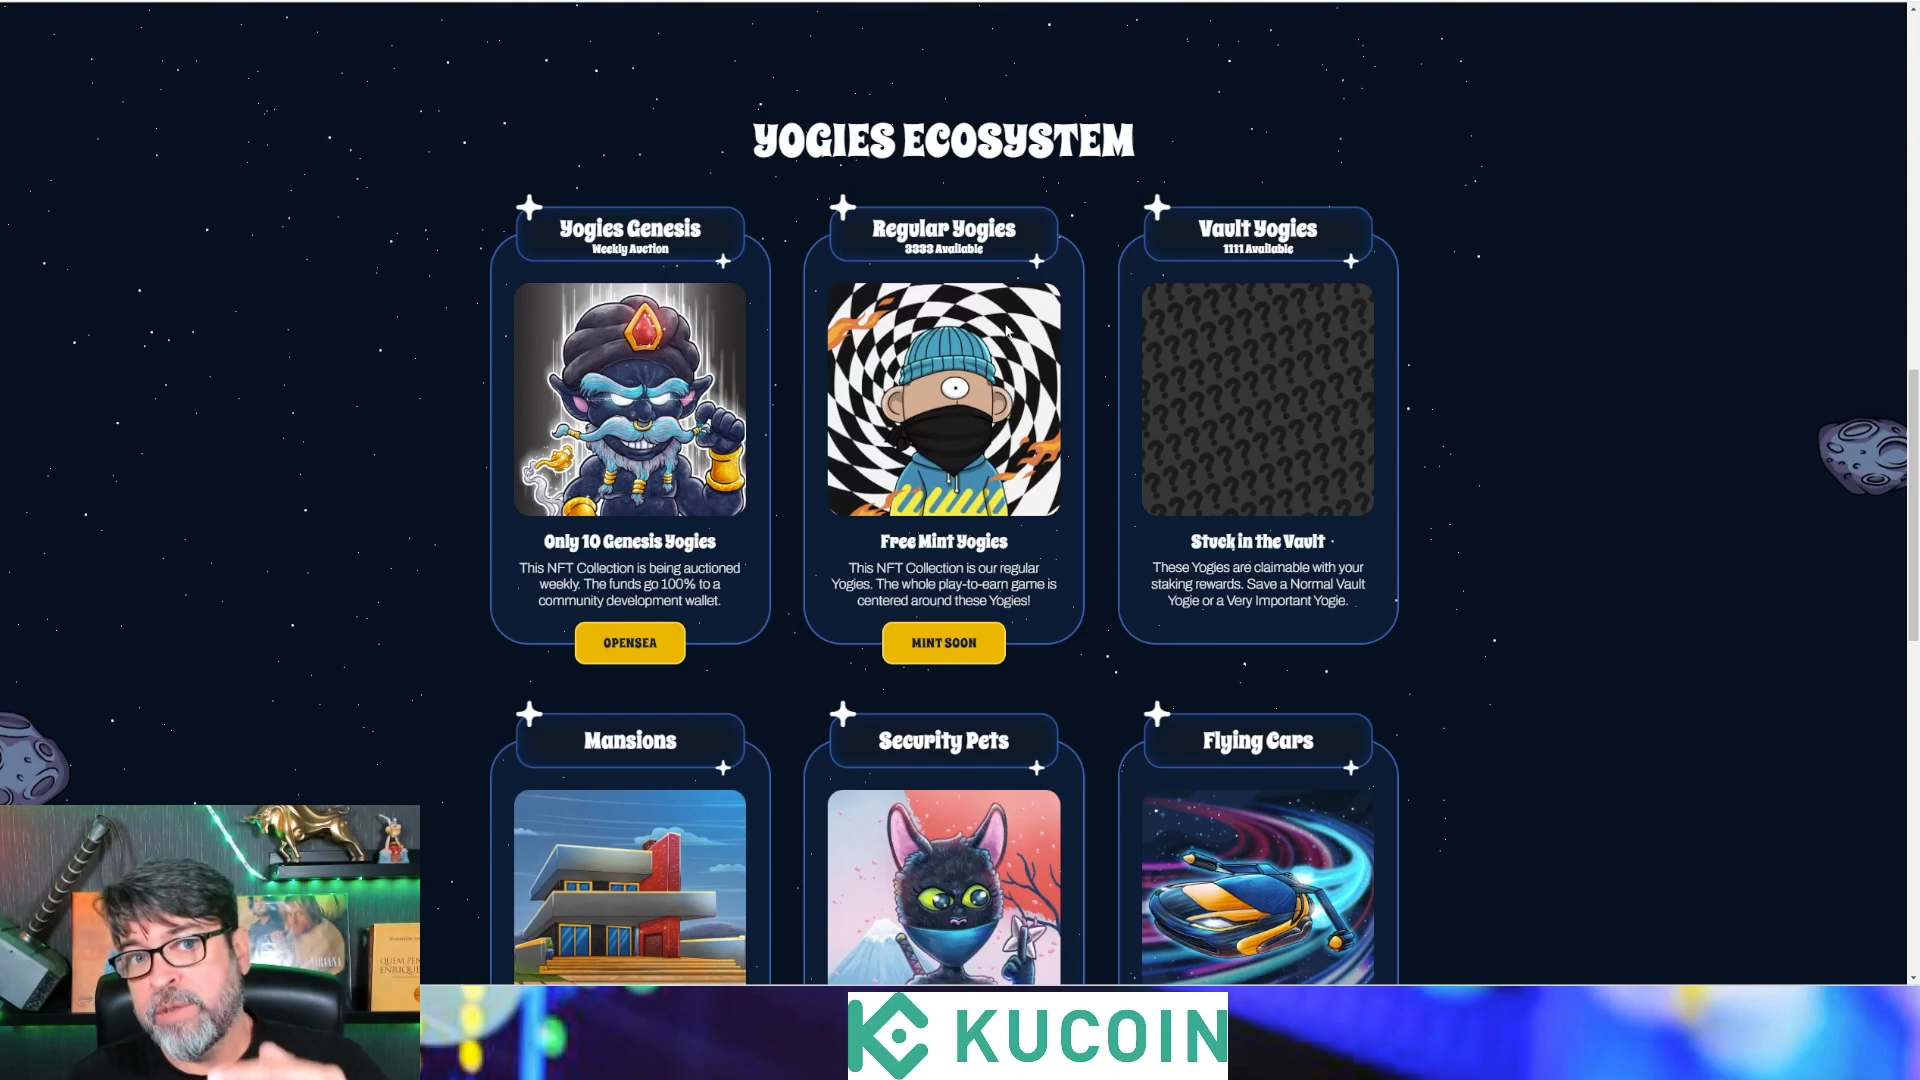 YOGIES ECOSYSTEM
Yogies Genesis
Weekly Auction
Only 10 Genesis Yogies
This NFT Collection is being auctioned
weekly. The funds go 100% to a
community development wallet.
OPENSEA
Regular Yogies
3333 Available
Free Mint Yogies
This NFT Collection is our regular
Yogies. The whole play-to-earn game is
centered around these Yogies!
MINT SOON
Vault Yogies
1111 Available
Stuck in the Vault
These Yogies are claimable with your
staking rewards. Save a Normal Vault
Yogie or a Very Important Yogie.
Mansions
Security Pets
Flying Cars
NIRVANA
QUEM PEN
ENRIQUE
KUCOIN